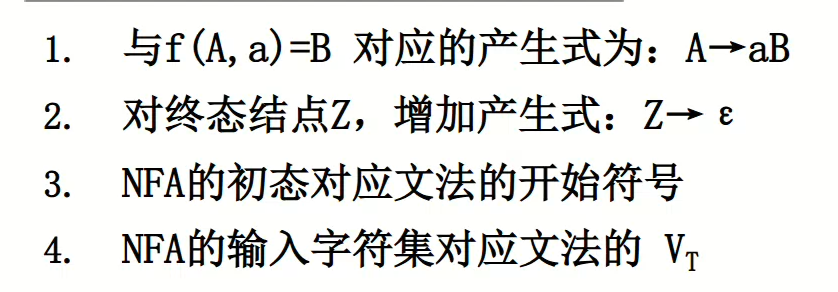 1. 与f(A,a)=B 对应的产生式为: A→aB
2. 对终态结点Z，增加产生式: Z→ ε
3. NFA的初态对应文法的开始符号
4. NFA的输入字符集对应文法的 V_T